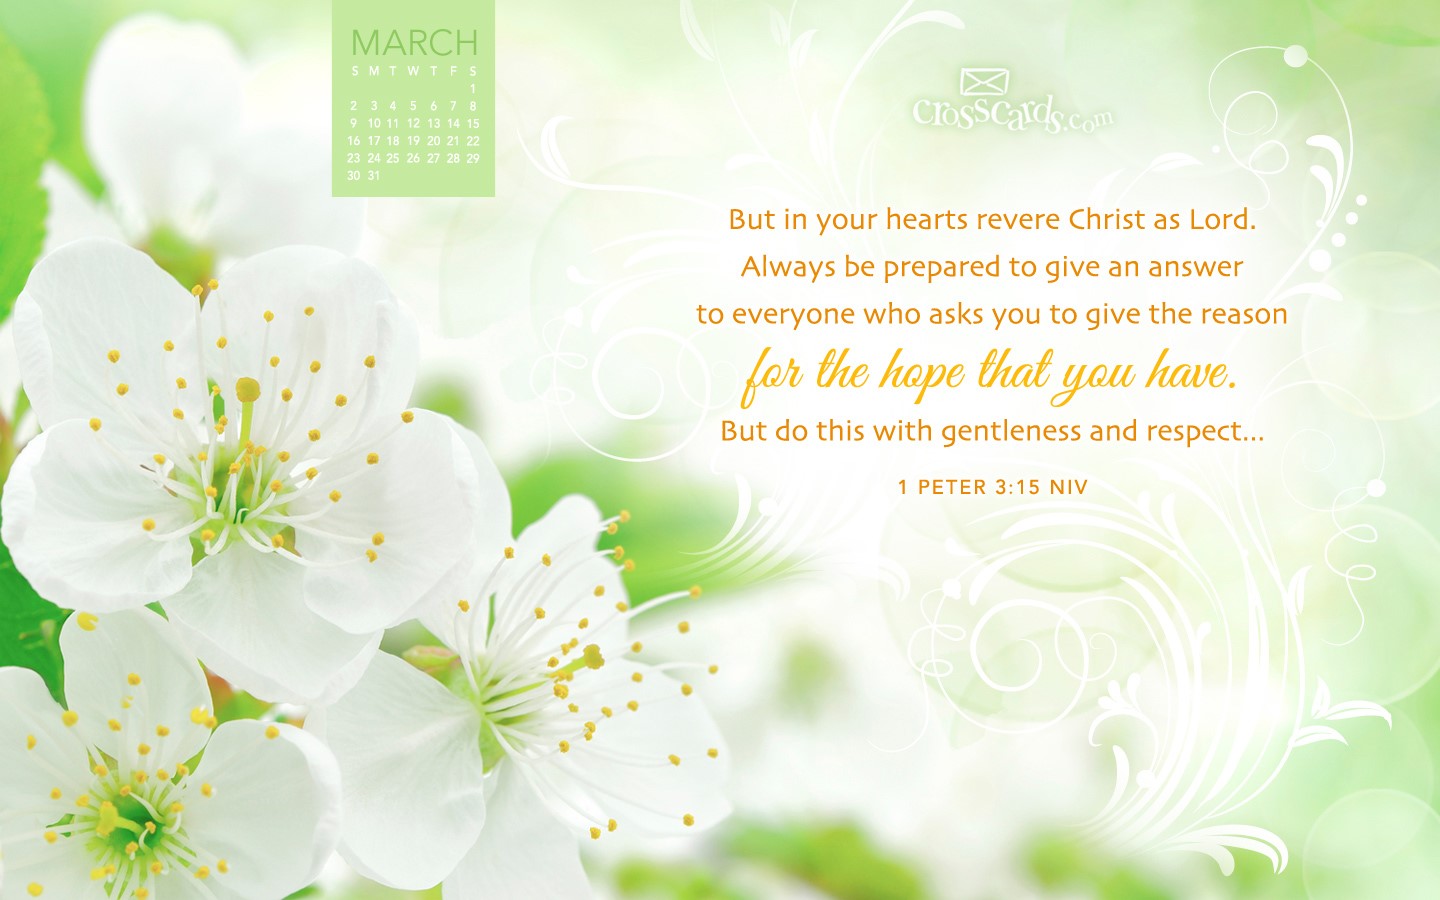 MARCH
S M T W T F S
1
2 3 4 5 6 7 8
9 10 11 12 13 14 15
16 17 18 19 20 21 22
23 24 25 26 27 28 29
30 31
crosscards.com
But in your hearts revere Christ as Lord.
Always be prepared to give an answer
to everyone who asks you to give the reason
for the hope that you have.
But do this with gentleness and respect...
1 PETER 3:15 NIV